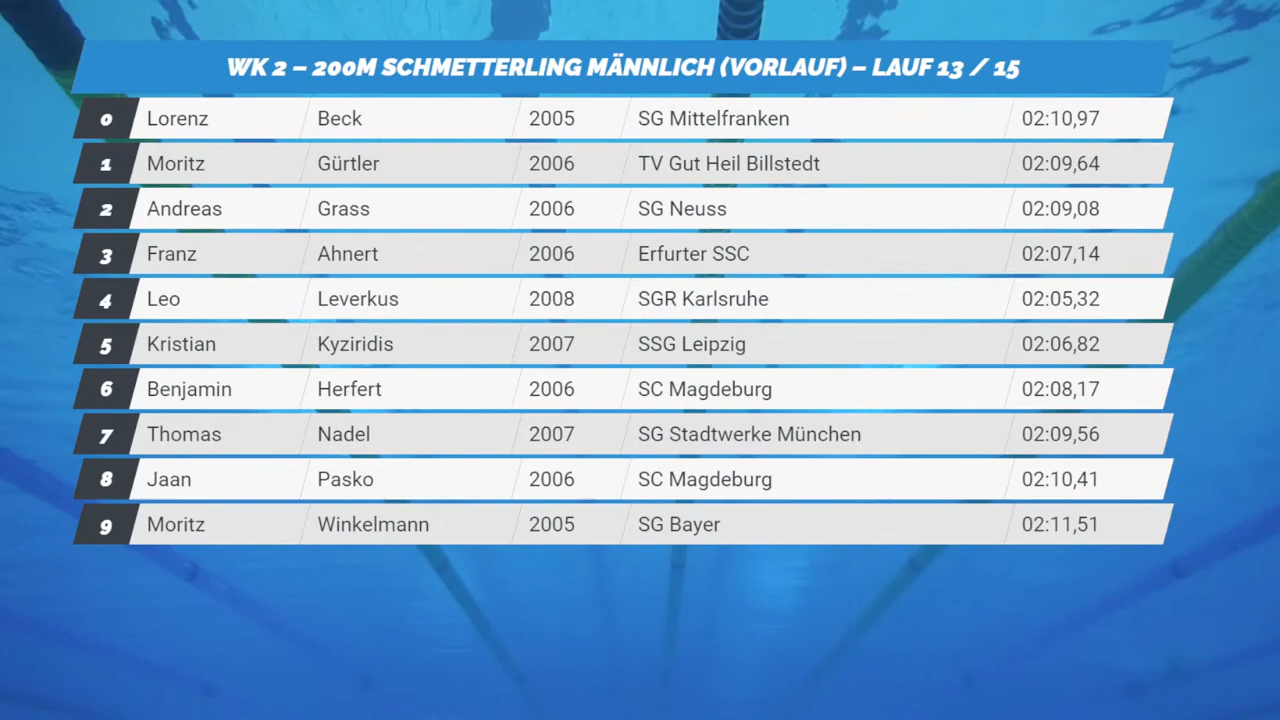 WK 2 – 200M SCHMETTERLING MÄNNLICH (VORLAUF) – LAUF 13 / 15
0 Lorenz Beck 2005 SG Mittelfranken 02:10,97
1 Moritz Gürtler 2006 TV Gut Heil Billstedt 02:09,64
2 Andreas Grass 2006 SG Neuss 02:09,08
3 Franz Ahnert 2006 Erfurter SSC 02:07,14
4 Leo Leverkus 2008 SGR Karlsruhe 02:05,32
5 Kristian Kyziridis 2007 SSG Leipzig 02:06,82
6 Benjamin Herfert 2006 SC Magdeburg 02:08,17
7 Thomas Nadel 2007 SG Stadtwerke München 02:09,56
8 Jaan Pasko 2006 SC Magdeburg 02:10,41
9 Moritz Winkelmann 2005 SG Bayer 02:11,51